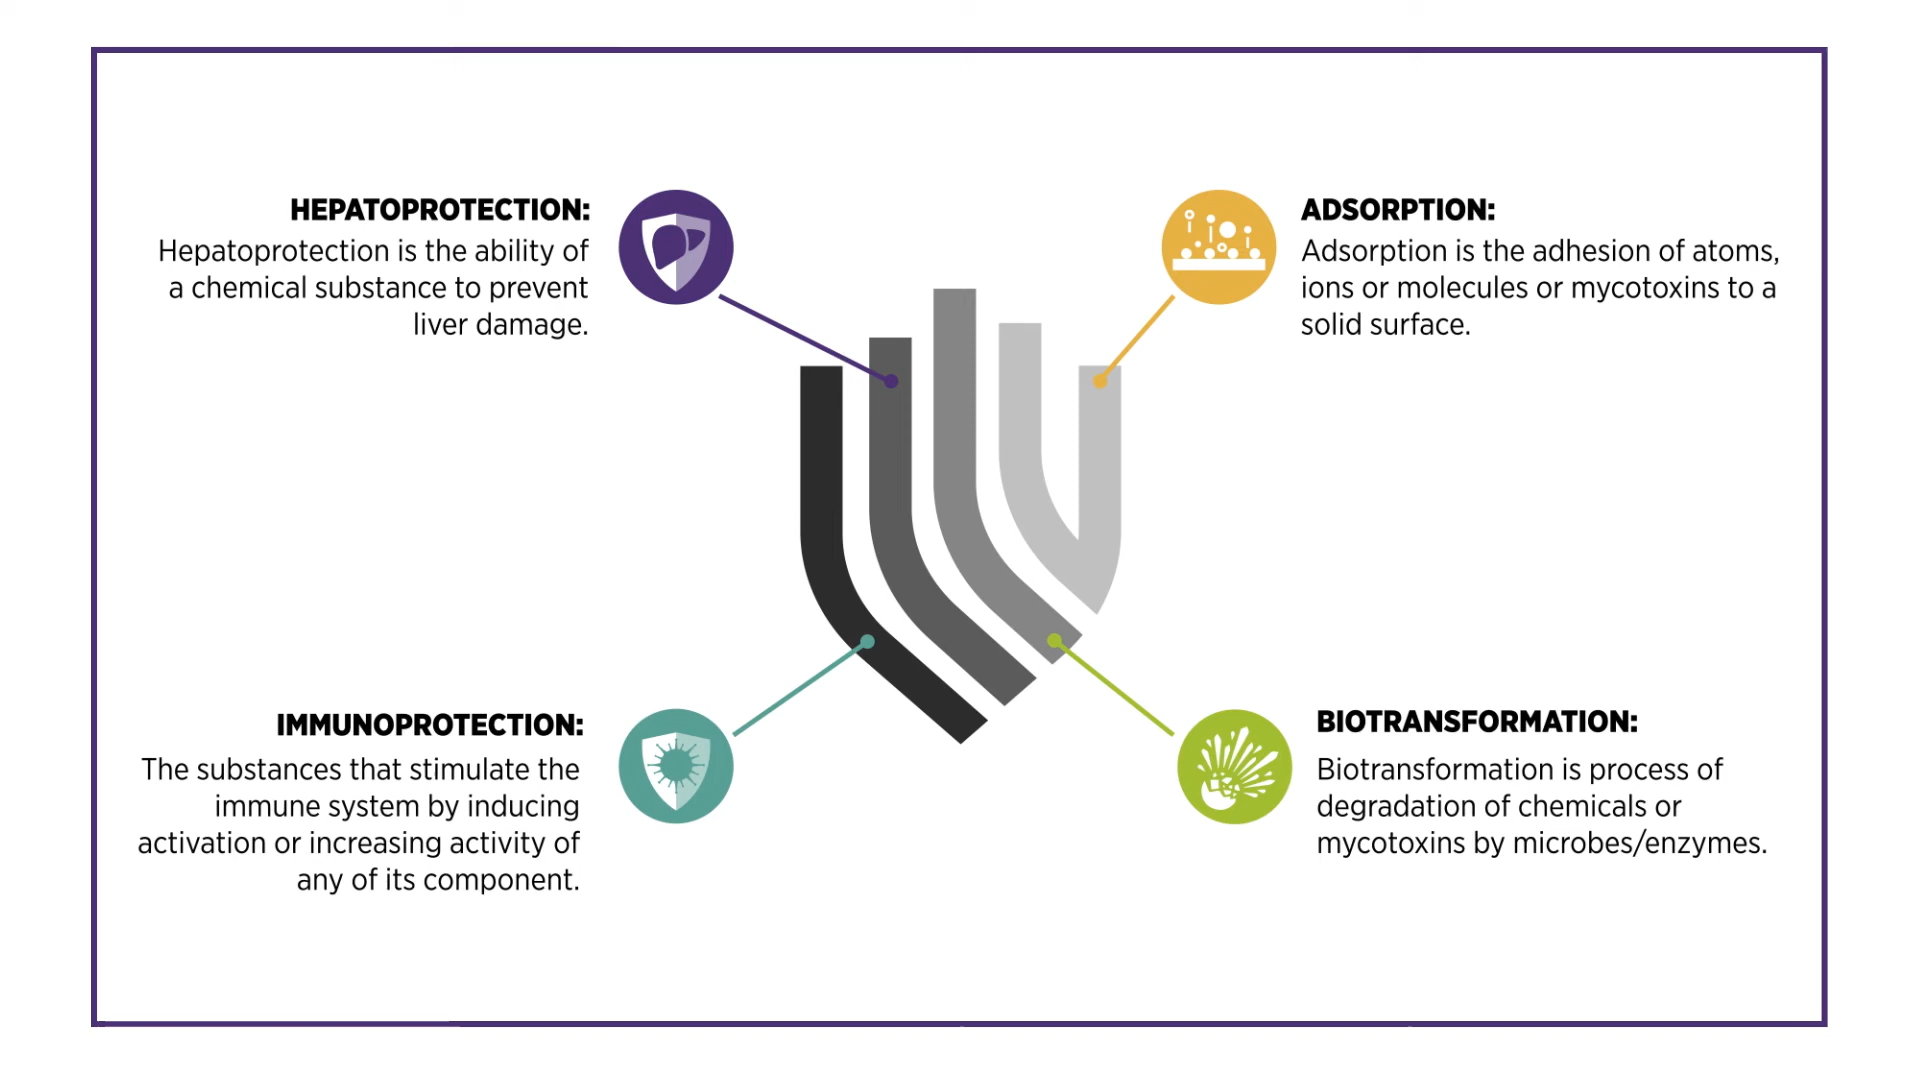 HEPATOPROTECTION:
Hepatoprotection is the ability of
a chemical substance to prevent
liver damage.
ADSORPTION:
Adsorption is the adhesion of atoms,
ions or molecules or mycotoxins to a
solid surface.
IMMUNOPROTECTION:
The substances that stimulate the
immune system by inducing
activation or increasing activity of
any of its component.
BIOTRANSFORMATION:
Biotransformation is process of
degradation of chemicals or
mycotoxins by microbes/enzymes.